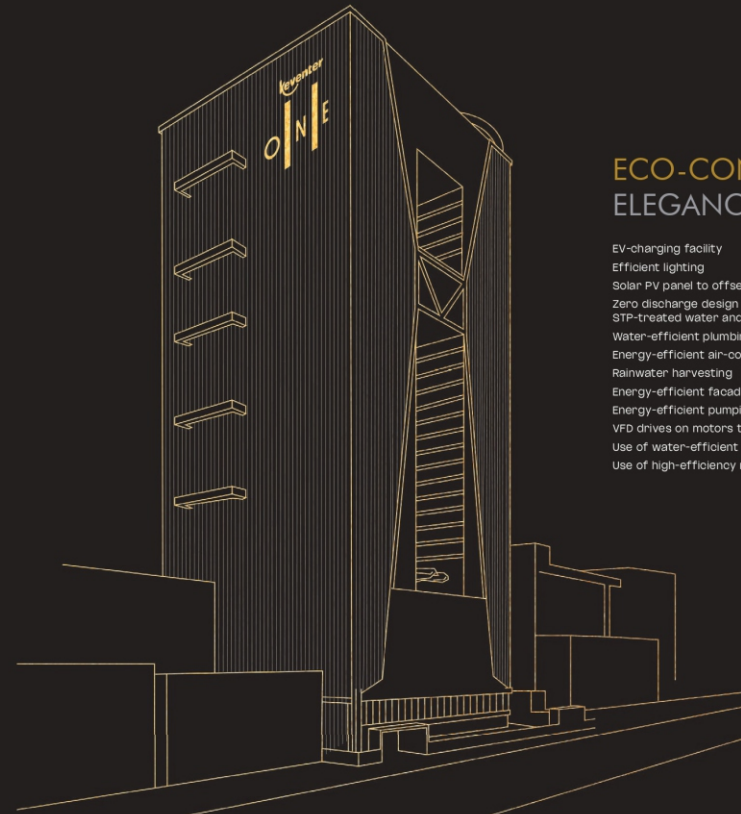 keventer
ONE
ECO-CON
ELEGANC
EV-charging facility
Efficient lighting
Solar PV panel to offse
Zero discharge design
STP-treated water and
Water-efficient plumbin
Energy-efficient air-co
Rainwater harvesting
Energy-efficient facad
Energy-efficient pumpi
VFD drives on motors t
Use of water-efficient
Use of high-efficiency